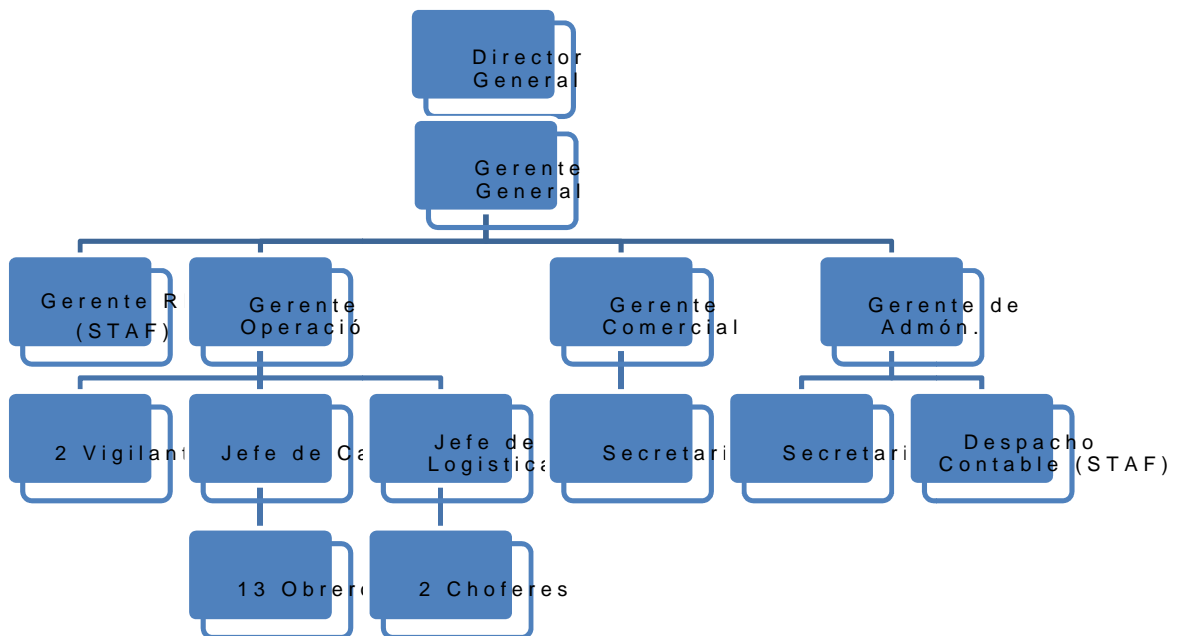 Director
General
Gerente
General
Gerente R
(STAF)
Gerente
Operació
Gerente
Comercial
Gerente de
Admón.
2 Vigilant
Jefe de Ca
Jefe de
Logistica
Secretari
Secretari
Despacho
Contable (STAF)
13 Obrero
2 Choferes